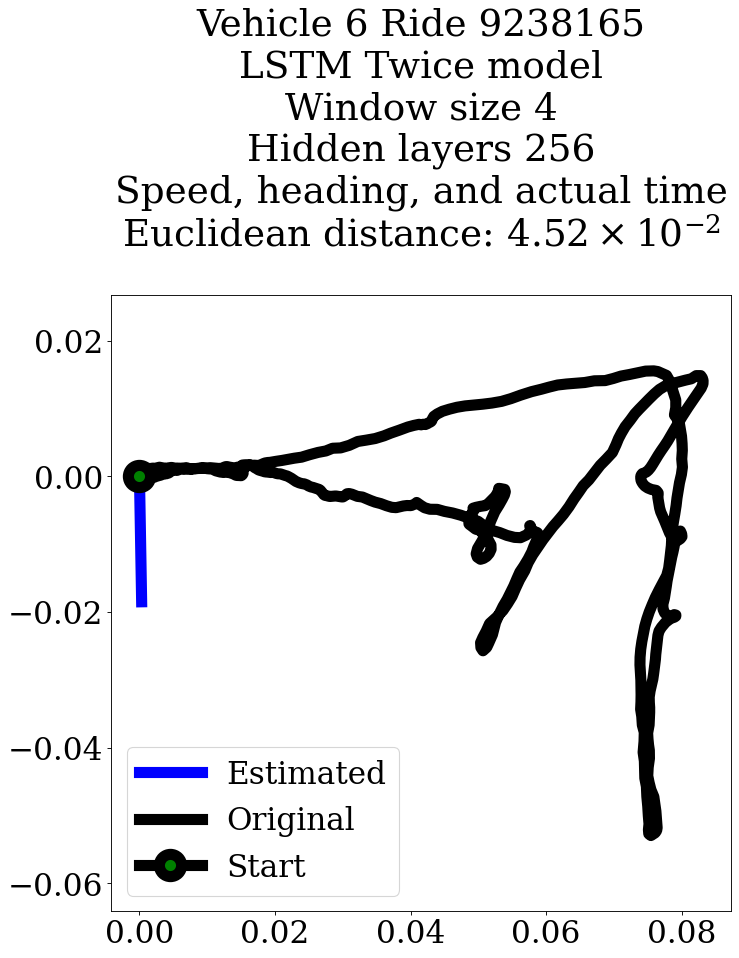 Vehicle 6 Ride 9238165
LSTM Twice model
Window size 4
Hidden layers 256
Speed, heading, and actual time
Euclidean distance: 4.52 × 10⁻²
0.02
0.00
−0.02
−0.04
−0.06
Estimated
Original
Start
0.00 0.02 0.04 0.06 0.08